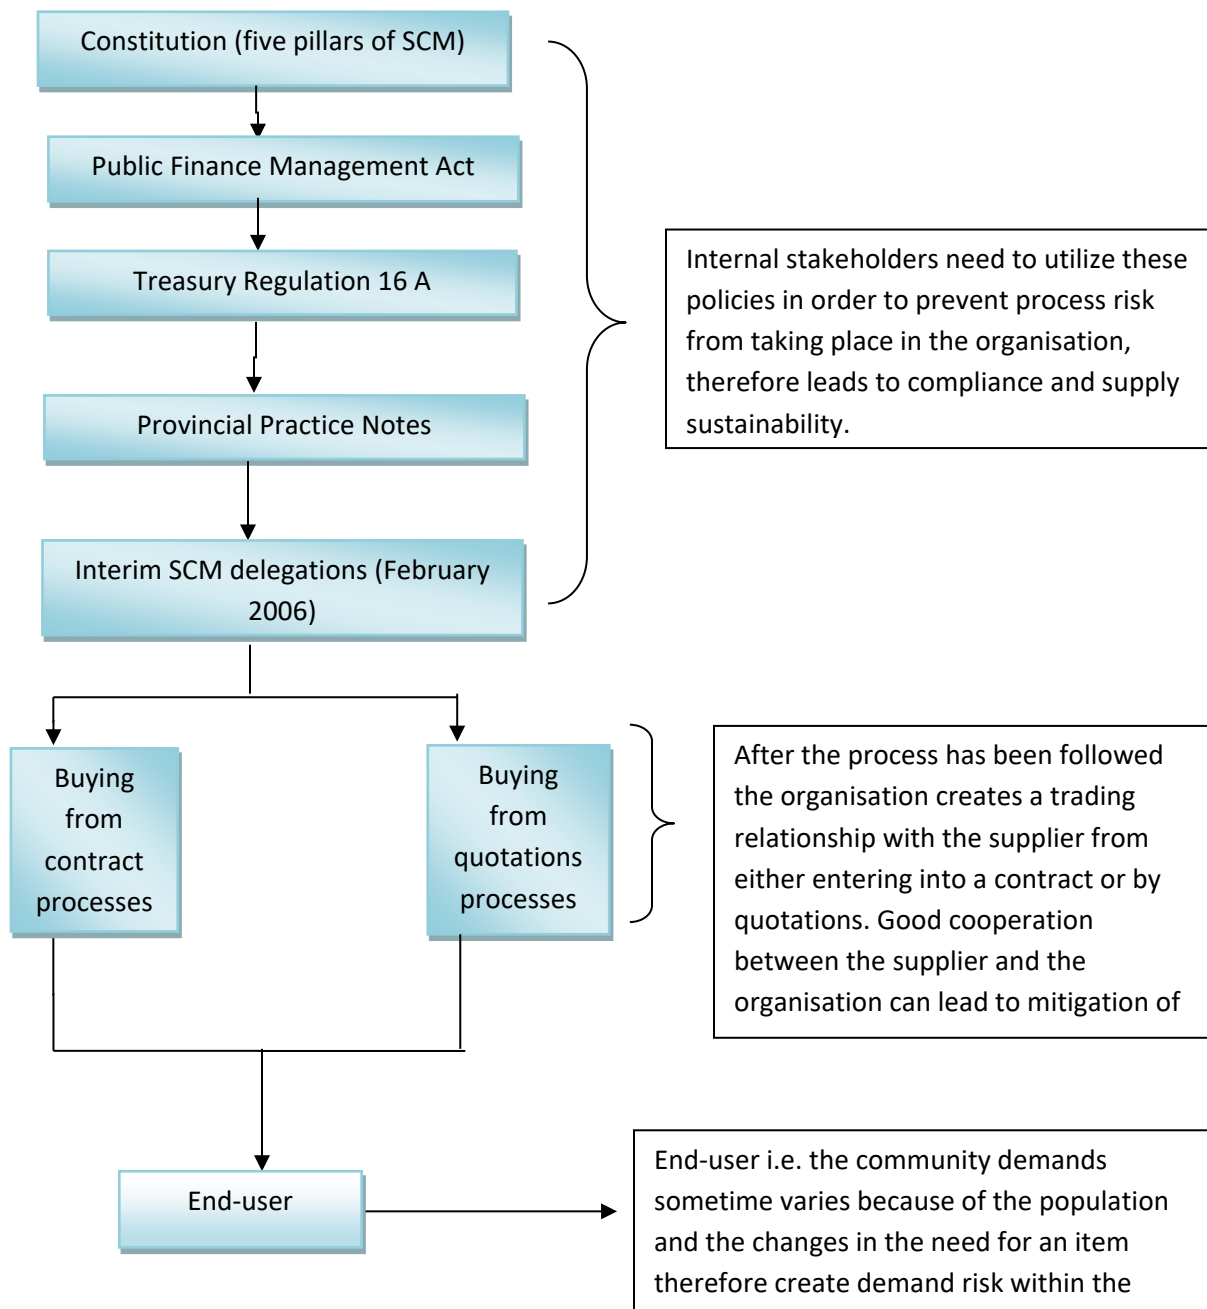 Constitution (five pillars of SCM)
Public Finance Management Act
Treasury Regulation 16 A
Provincial Practice Notes
Interim SCM delegations (February
2006)
Internal stakeholders need to utilize these
policies in order to prevent process risk
from taking place in the organisation,
therefore leads to compliance and supply
sustainability.
Buying
from
contract
processes
Buying
from
quotations
processes
After the process has been followed
the organisation creates a trading
relationship with the supplier from
either entering into a contract or by
quotations. Good cooperation
between the supplier and the
organisation can lead to mitigation of
End-user
End-user i.e. the community demands
sometime varies because of the population
and the changes in the need for an item
therefore create demand risk within the